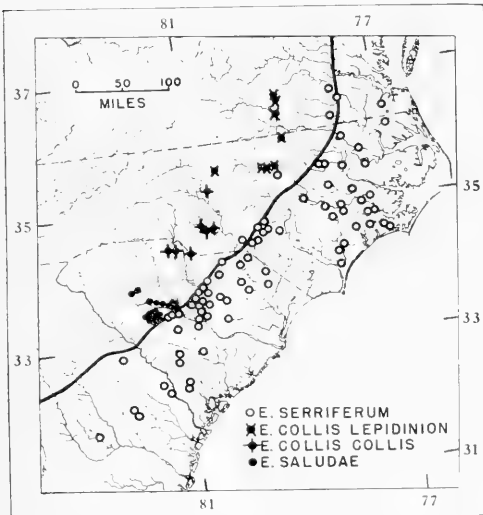 81 77
37
0 50 100
MILES
35
35
33
33
○ E. SERRIFERUM
E. COLLIS LEPIDINION
E. COLLIS COLLIS
● E. SALUDAE
31
81 77